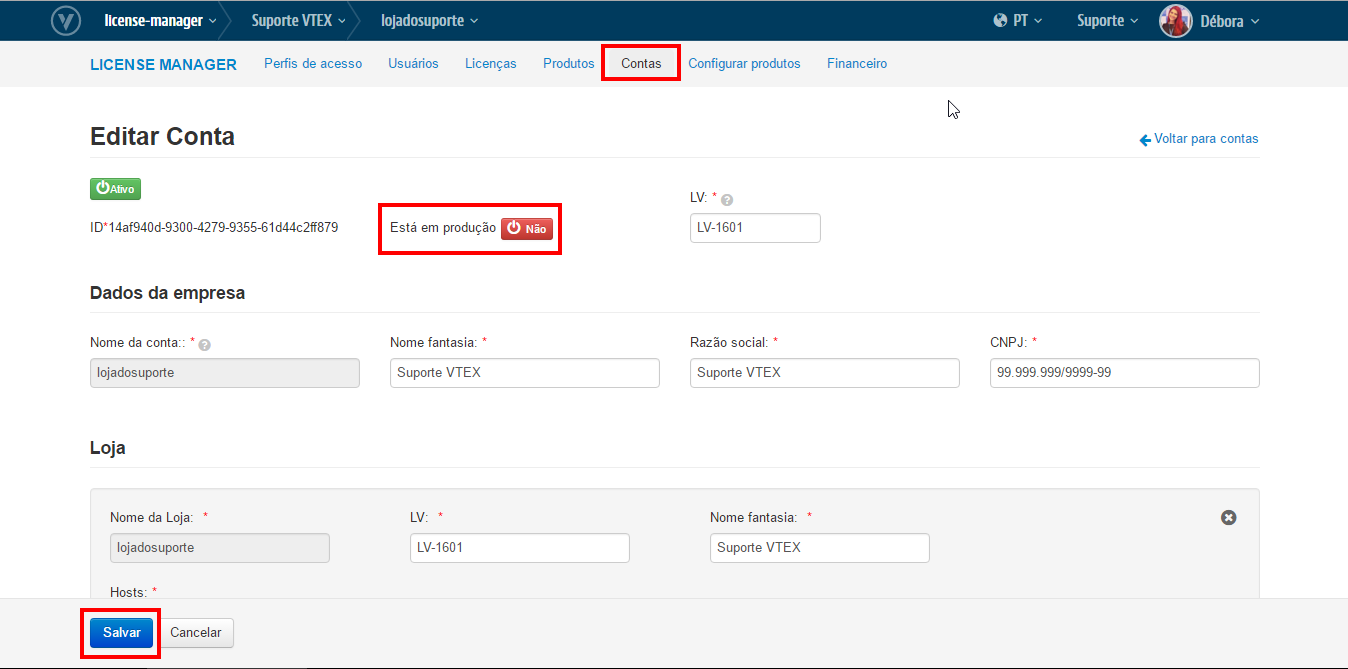 license-manager Suporte VTEX lojadosuporte PT Suporte Débora
LICENSE MANAGER Perfis de acesso Usuários Licenças Produtos Contas Configurar produtos Financeiro
Editar Conta
Voltar para contas
Ativo
LV: * ?
ID*14af940d-9300-4279-9355-61d44c2ff879 Está em produção Não LV-1601
Dados da empresa
Nome da conta:: * ? Nome fantasia: * Razão social: * CNPJ: *
lojadosuporte Suporte VTEX Suporte VTEX 99.999.999/9999-99
Loja
Nome da Loja: * LV: * Nome fantasia: *
lojadosuporte LV-1601 Suporte VTEX
Hosts: *
Salvar Cancelar